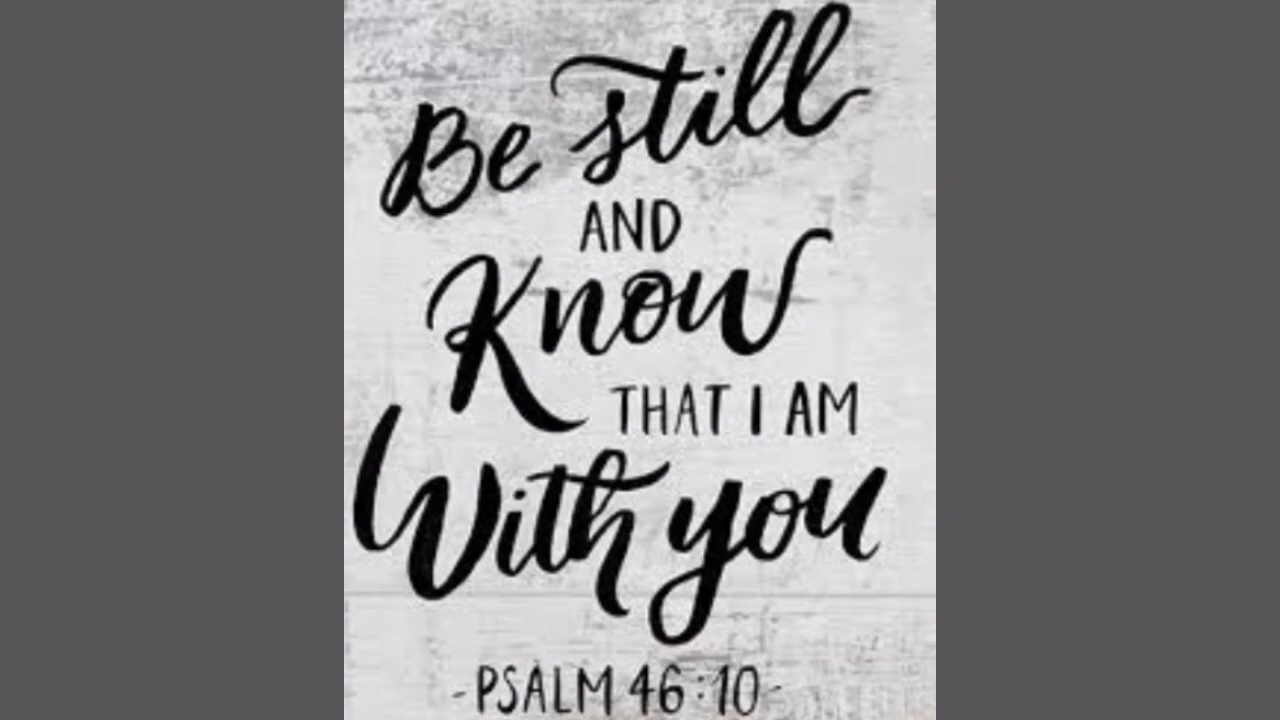 Be still
AND
Know
THAT I AM
With you
-PSALM 46:10-